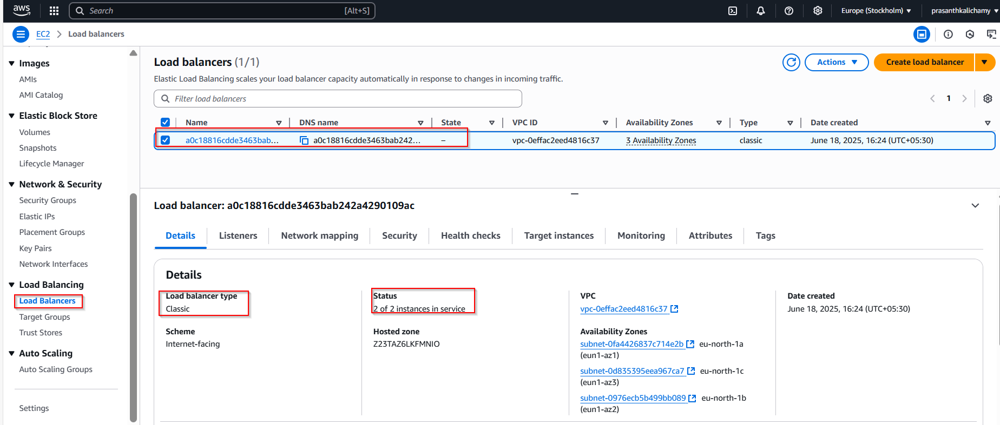 aws
Search [Alt+S]
Europe (Stockholm)
prasanthkalichamy
EC2
Load balancers
Images
AMIs
AMI Catalog
Elastic Block Store
Volumes
Snapshots
Lifecycle Manager
Network & Security
Security Groups
Elastic IPs
Placement Groups
Key Pairs
Network Interfaces
Load Balancing
Load Balancers
Target Groups
Trust Stores
Auto Scaling
Auto Scaling Groups
Settings
Load balancers (1/1)
Actions
Create load balancer
Elastic Load Balancing scales your load balancer capacity automatically in response to changes in incoming traffic.
Filter load balancers
1
Name DNS name State VPC ID Availability Zones Type Date created
a0c18816cdde3463bab... a0c18816cdde3463bab242... – vpc-0effac2eed4816c37 3 Availability Zones classic June 18, 2025, 16:24 (UTC+05:30)
Load balancer: a0c18816cdde3463bab242a4290109ac
Details Listeners Network mapping Security Health checks Target instances Monitoring Attributes Tags
Details
Load balancer type
Classic
Scheme
Internet-facing
Status
2 of 2 instances in service
Hosted zone
Z23TAZ6LKFMNIO
VPC
vpc-0effac2eed4816c37
Availability Zones
subnet-0fa4426837c714e2b eu-north-1a
(eun1-az1)
subnet-0d835395eea967ca7 eu-north-1c
(eun1-az3)
subnet-0976ecb5b499bb089 eu-north-1b
(eun1-az2)
Date created
June 18, 2025, 16:24 (UTC+05:30)